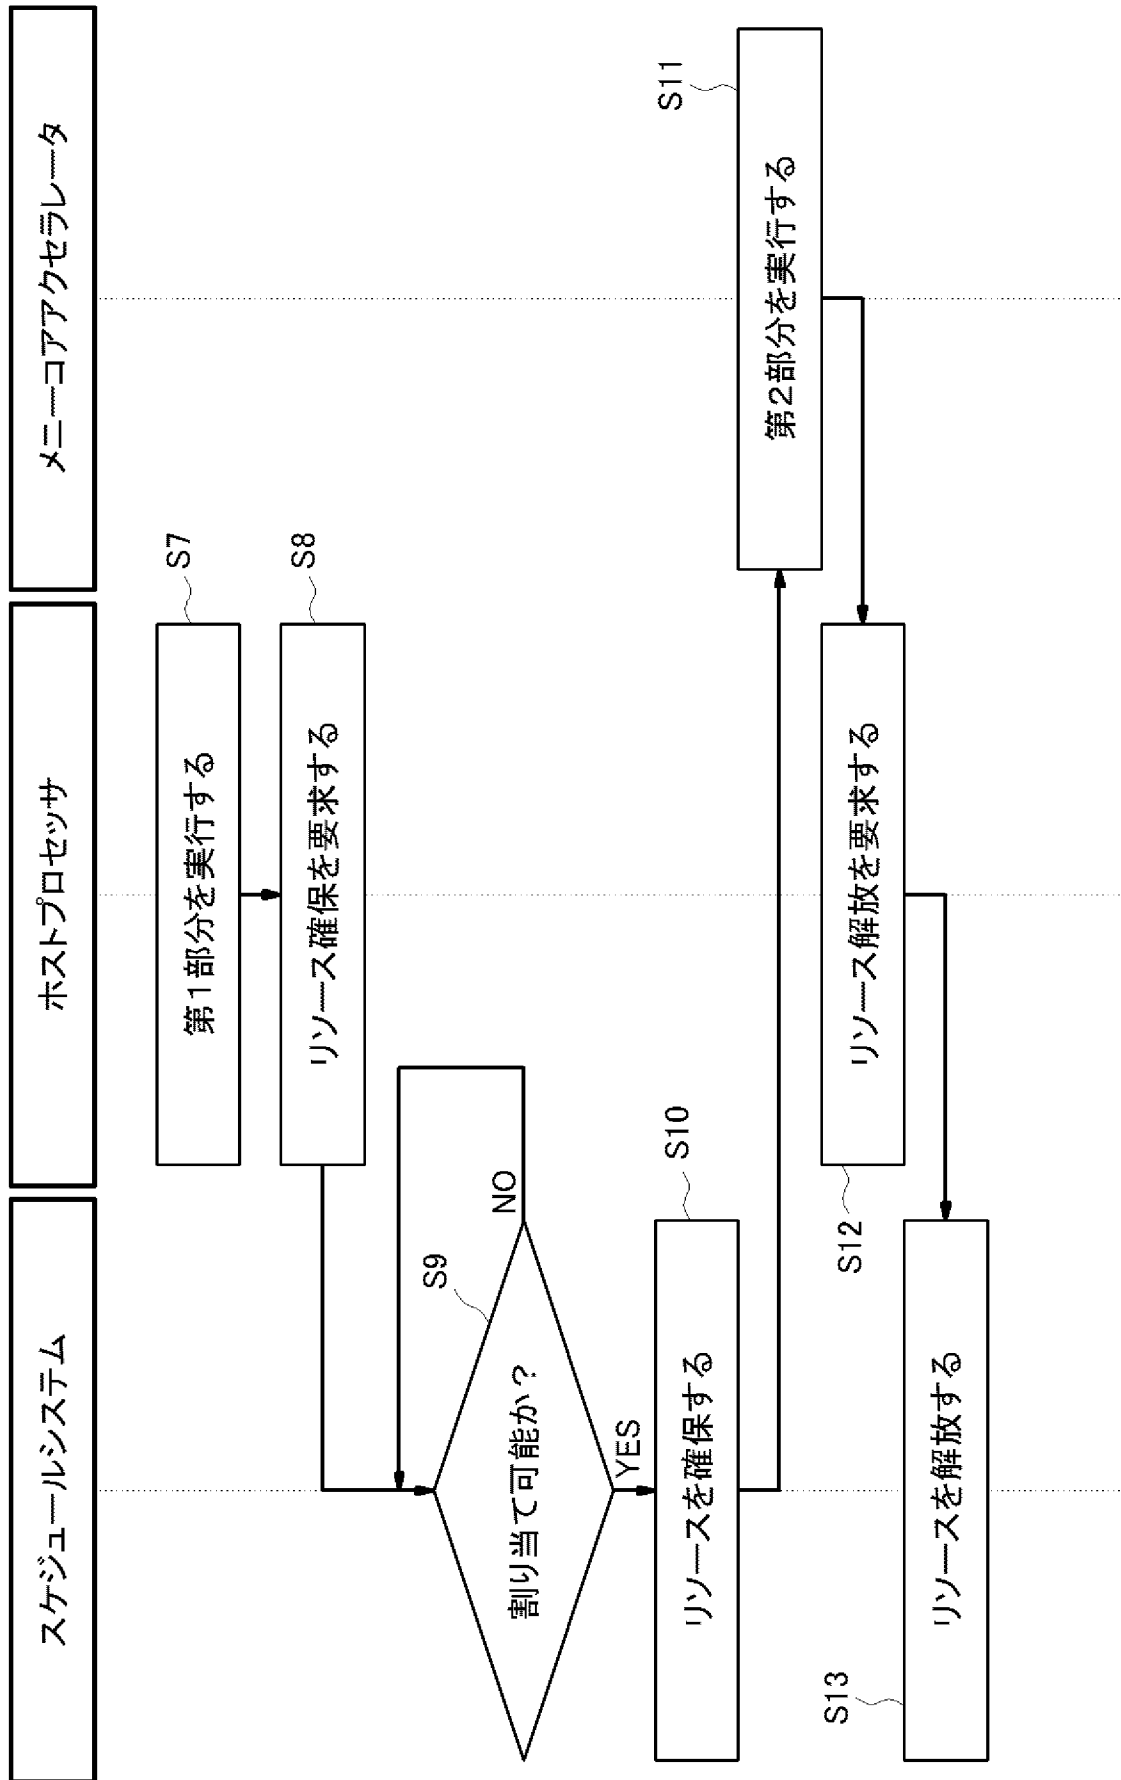 スケジュールシステム
ホストプロセッサ
メニーコアアクセラレータ
第1部分を実行する
S7
リソース確保を要求する
S8
割り当て可能か？
S9
NO
YES
リソースを確保する
S10
第2部分を実行する
S11
リソース解放を要求する
S12
リソースを解放する
S13